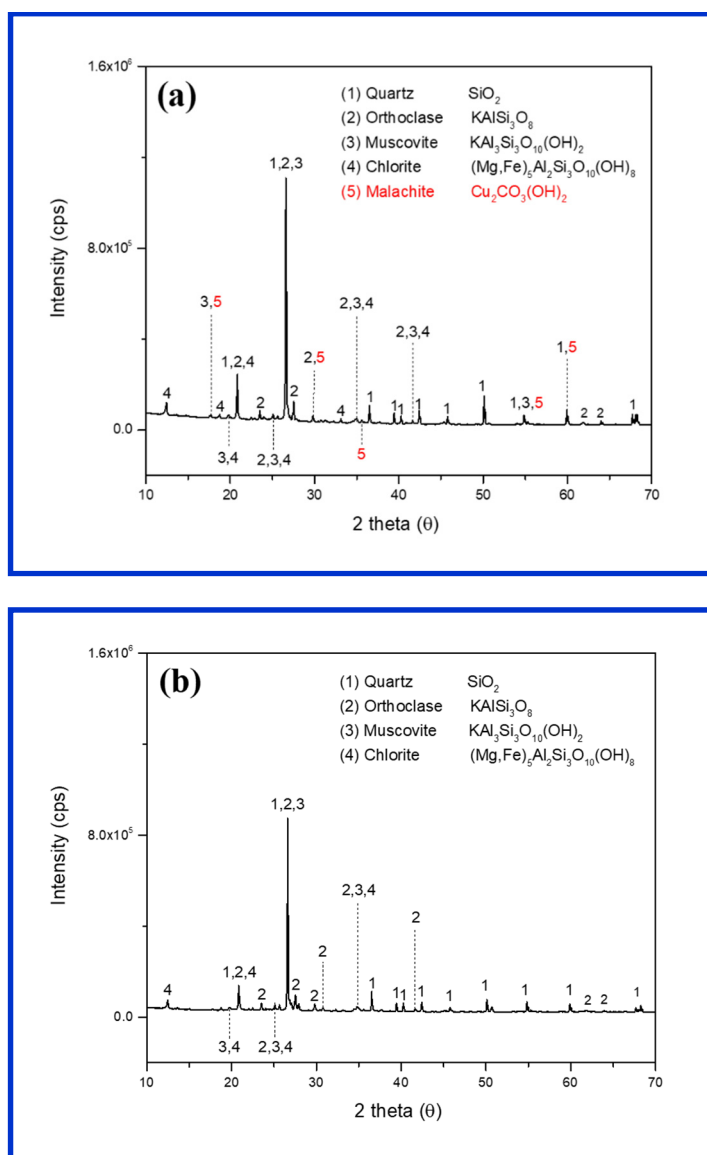 1.6x10⁶
(a)
(1) Quartz SiO₂
(2) Orthoclase KAlSi₃O₈
(3) Muscovite KAl₃Si₃O₁₀(OH)₂
(4) Chlorite (Mg,Fe)₅Al₂Si₃O₁₀(OH)₈
(5) Malachite Cu₂CO₃(OH)₂
1,2,3
8.0x10⁵
Intensity (cps)
3,5
2,3,4
2,3,4
1,2,4
2,5
1,5
4
4
2
2
4
1
1
1
1
1
1
1,3,5
2
2
1
0.0
3,4
2,3,4
5
10 20 30 40 50 60 70
2 theta (θ)
1.6x10⁶
(b)
(1) Quartz SiO₂
(2) Orthoclase KAlSi₃O₈
(3) Muscovite KAl₃Si₃O₁₀(OH)₂
(4) Chlorite (Mg,Fe)₅Al₂Si₃O₁₀(OH)₈
1,2,3
8.0x10⁵
Intensity (cps)
2,3,4
2
2
1,2,4
4
2
2
2
1
1
1
1
1
1
1
1
2
2
1
0.0
3,4
2,3,4
10 20 30 40 50 60 70
2 theta (θ)